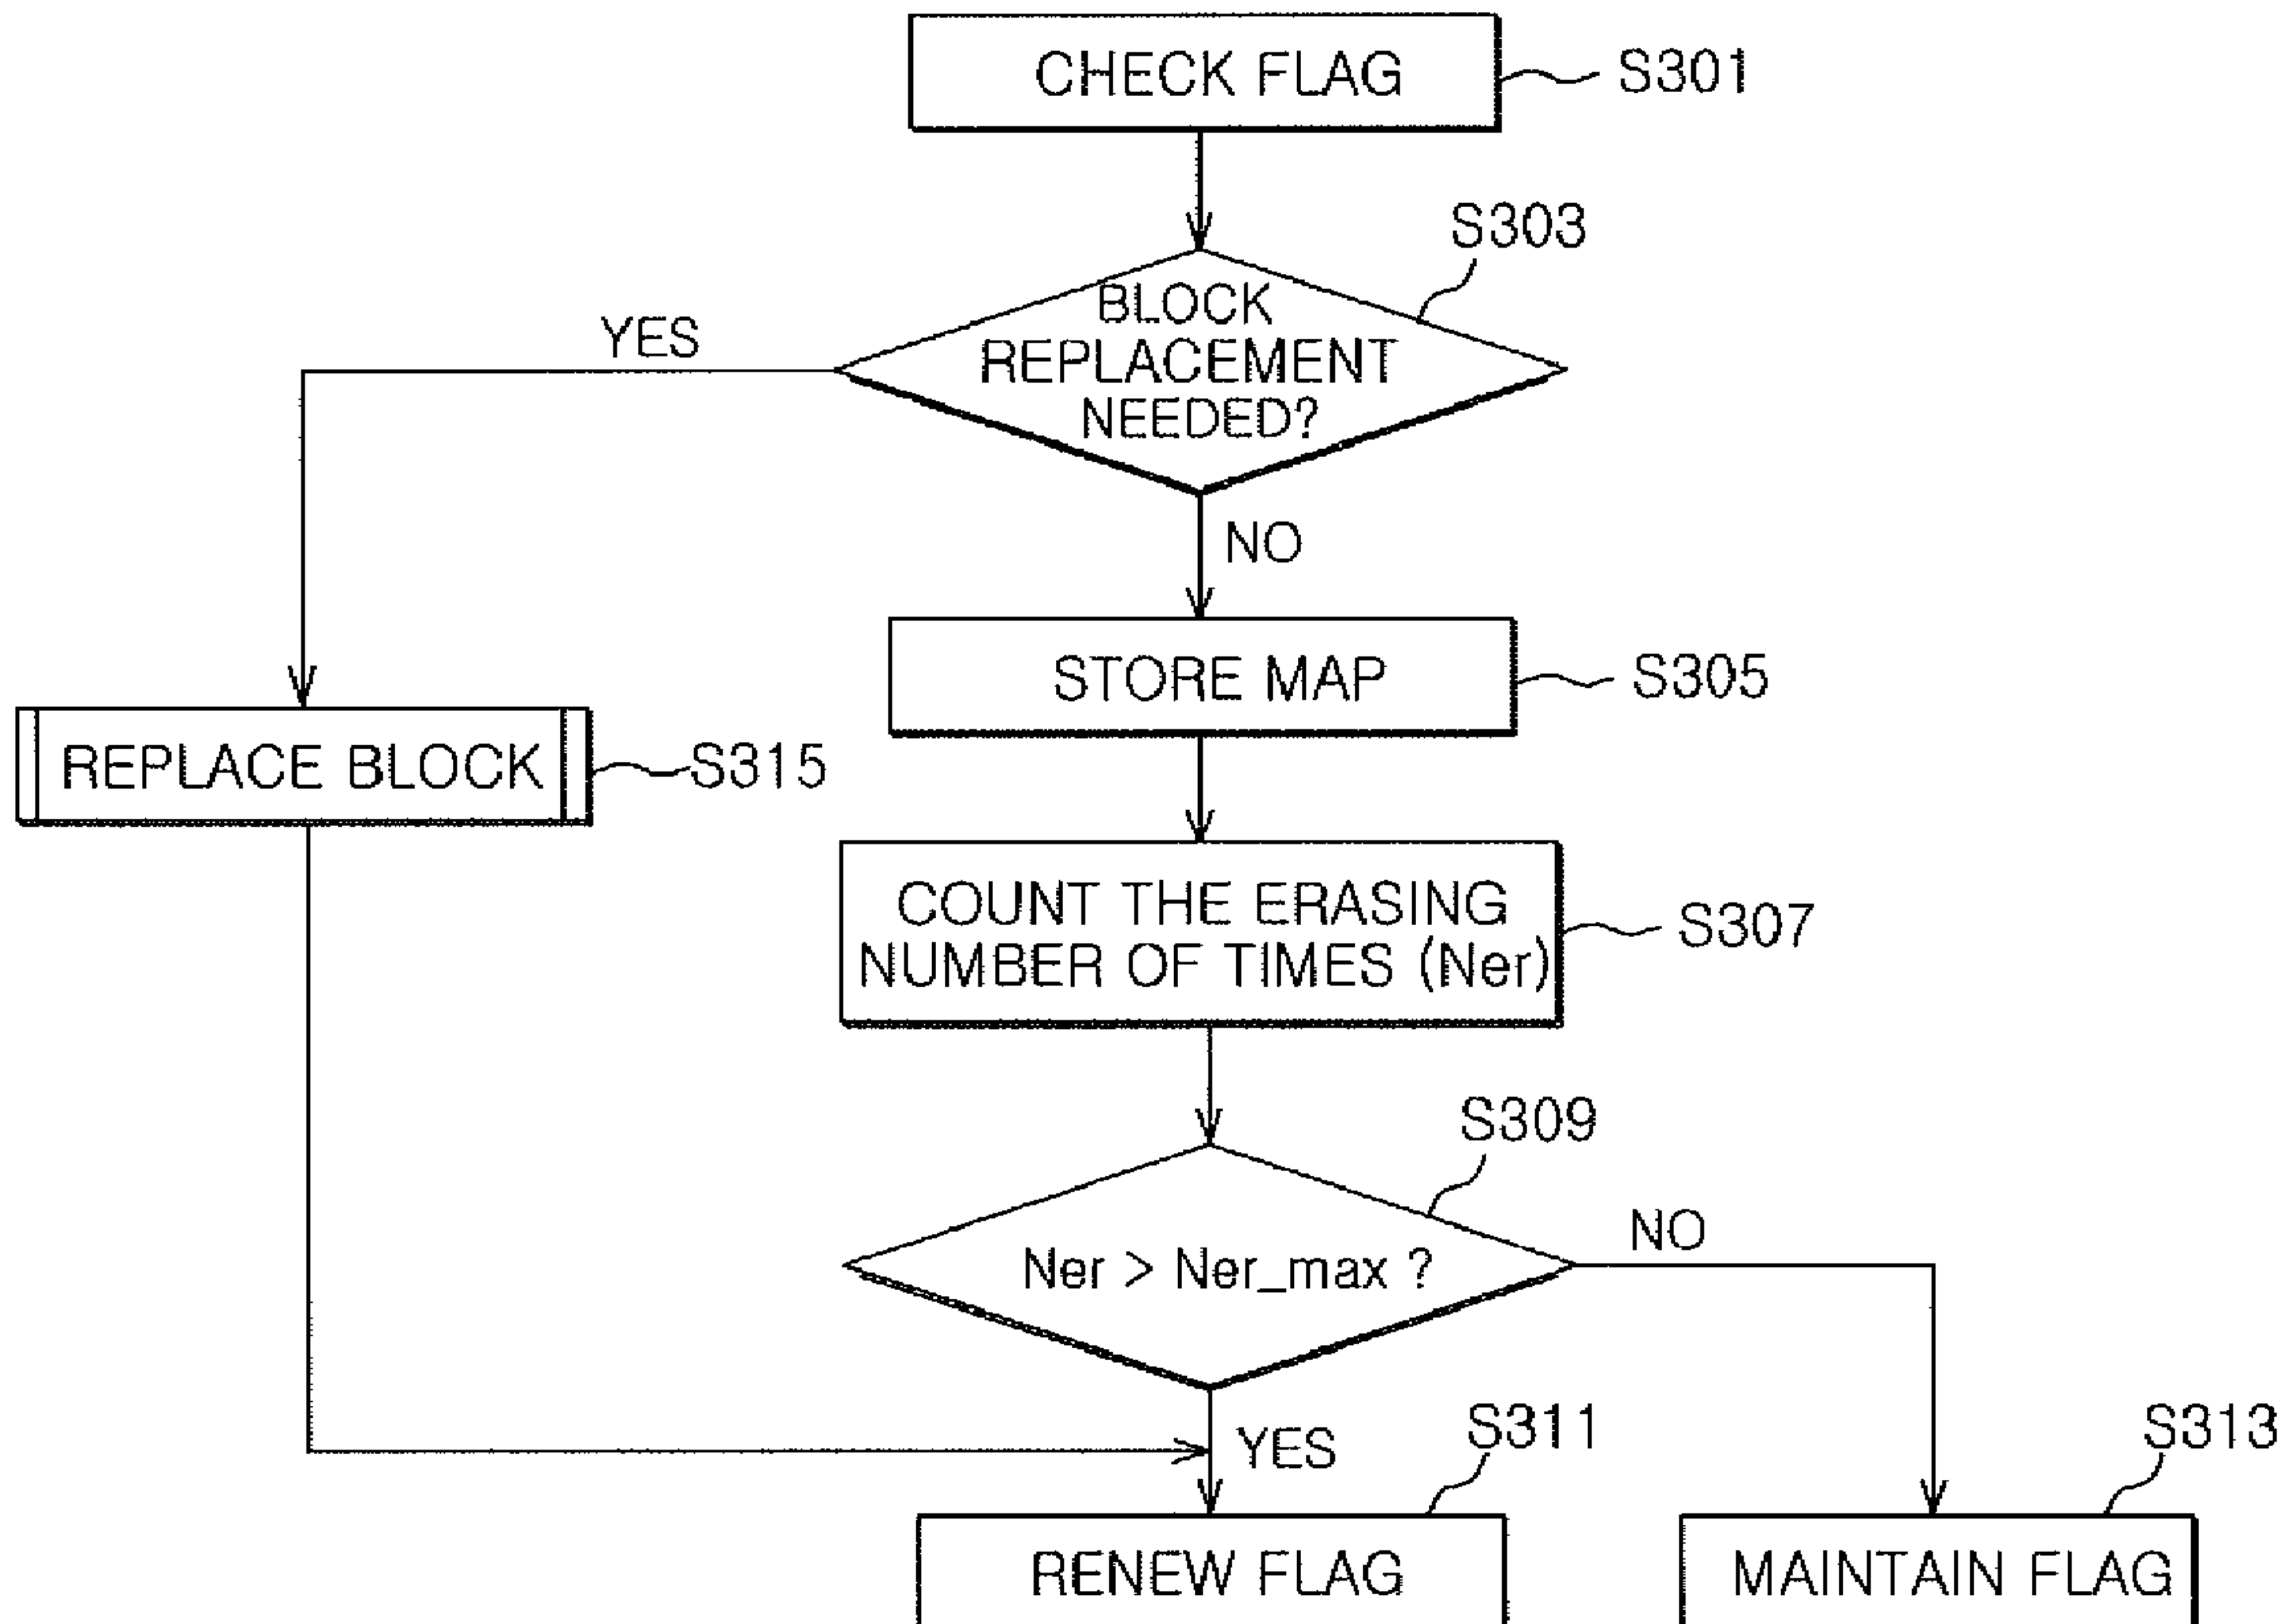 CHECK FLAG
S301
S303
BLOCK
REPLACEMENT
NEEDED?
YES
NO
STORE MAP
S305
REPLACE BLOCK
S315
COUNT THE ERASING
NUMBER OF TIMES (Ner)
S307
S309
Ner > Ner_max ?
NO
YES
S311
S313
RENEW FLAG
MAINTAIN FLAG